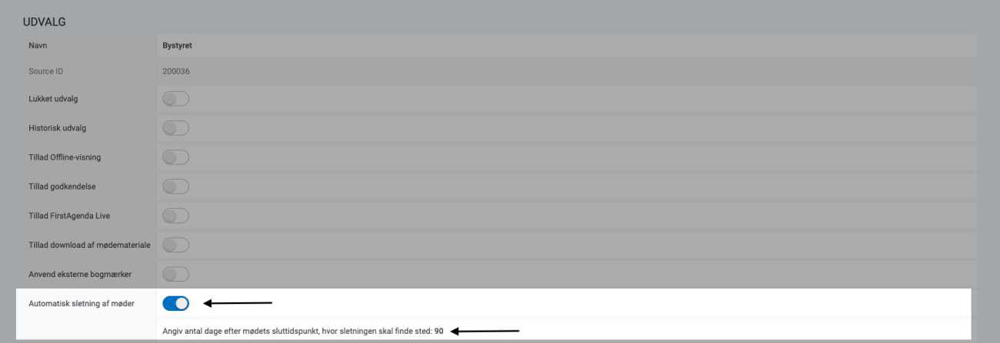 UDVALG
Navn Bystyret
Source ID 200036
Lukket udvalg
Historisk udvalg
Tillad Offline-visning
Tillad godkendelse
Tillad FirstAgenda Live
Tillad download af mødemateriale
Anvend eksterne bogmærker
Automatisk sletning af møder
Angiv antal dage efter mødets sluttidspunkt, hvor sletningen skal finde sted: 90